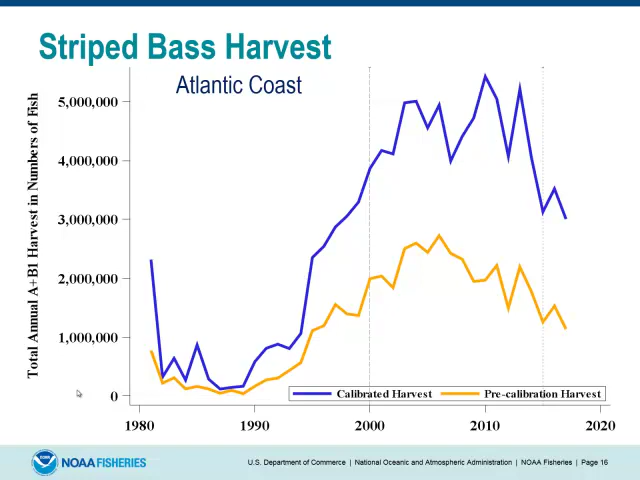 Striped Bass Harvest
Atlantic Coast
Total Annual A+B1 Harvest in Numbers of Fish
5,000,000
4,000,000
3,000,000
2,000,000
1,000,000
0
Calibrated Harvest
Pre-calibration Harvest
1980
1990
2000
2010
2020
NOAA
NOAA FISHERIES
U.S. Department of Commerce | National Oceanic and Atmospheric Administration | NOAA Fisheries | Page 16